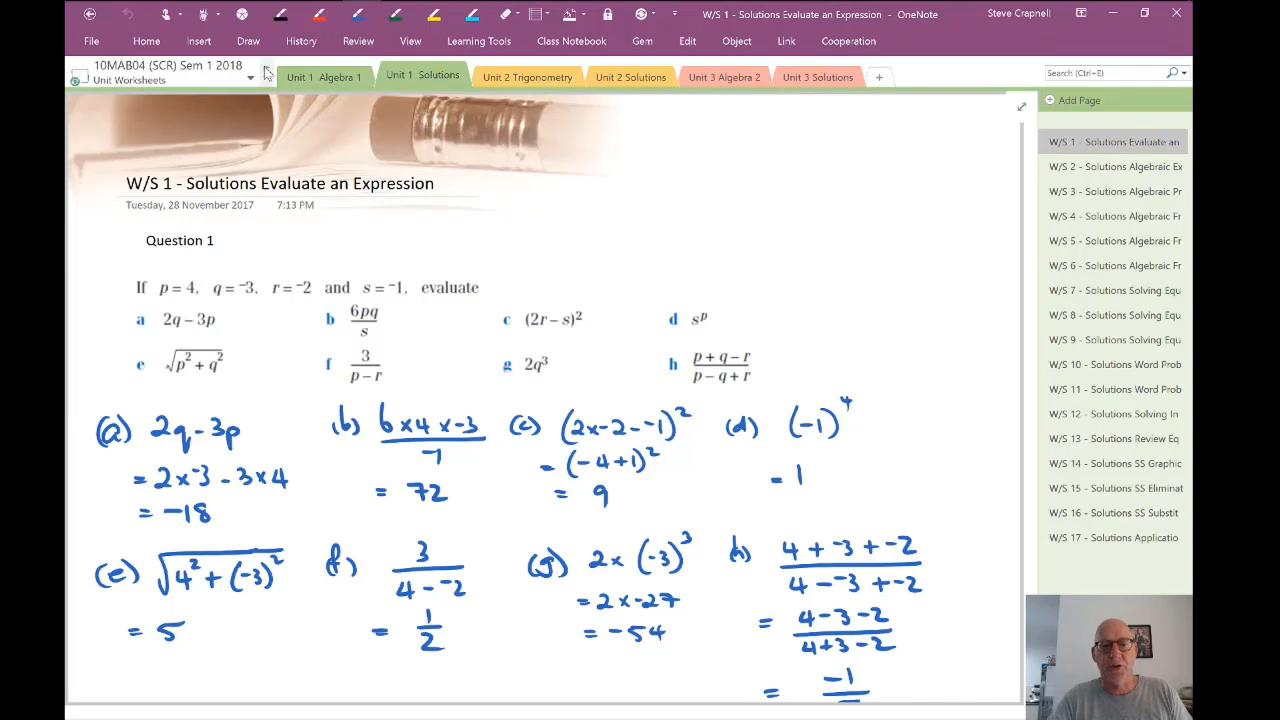 W/S 1 - Solutions Evaluate an Expression - OneNote
Steve Crapnell
File Home Insert Draw History Review View Learning Tools Class Notebook Gem Edit Object Link Cooperation
10MAB04 (SCR) Sem 1 2018
Unit Worksheets
Unit 1 Algebra 1
Unit 1 Solutions
Unit 2 Trigonometry
Unit 2 Solutions
Unit 3 Algebra 2
Unit 3 Solutions
Search (Ctrl+E)
Add Page
W/S 1 - Solutions Evaluate an
W/S 2 - Solutions Algebraic Ex
W/S 3 - Solutions Algebraic Pr
W/S 4 - Solutions Algebraic Fr
W/S 5 - Solutions Algebraic Fr
W/S 6 - Solutions Algebraic Fr
W/S 7 - Solutions Solving Equ
W/S 8 - Solutions Solving Equ
W/S 9 - Solutions Solving Equ
W/S 10 - Solutions Word Prob
W/S 11 - Solutions Word Prob
W/S 12 - Solutions Solving In
W/S 13 - Solutions Review Eq
W/S 14 - Solutions SS Graphic
W/S 15 - Solutions SS Eliminat
W/S 16 - Solutions SS Substit
W/S 17 - Solutions Applicatio
W/S 1 - Solutions Evaluate an Expression
Tuesday, 28 November 2017 7:13 PM
Question 1
If p = 4, q = ⁻3, r = ⁻2 and s = ⁻1, evaluate
a 2q − 3p b 6pq/s c (2r − s)² d sᵖ
e √(p² + q²) f 3/(p − r) g 2q³ h (p + q − r)/(p − q + r)
(a) 2q - 3p (b) (6 × 4 × -3)/-1 (c) (2x-2 - -1)² (d) (-1)⁴
= 2 x -3 - 3 x 4 = 72 = (-4+1)² = 1
= -18 = 9
(e) √(4² + (-3)²) (f) 3/(4 - -2) (g) 2x (-3)³ (h) (4 + -3 + -2)/(4 - -3 + -2)
= 5 = 1/2 = 2 x -27 = (4-3-2)/(4+3-2)
= -54 = -1